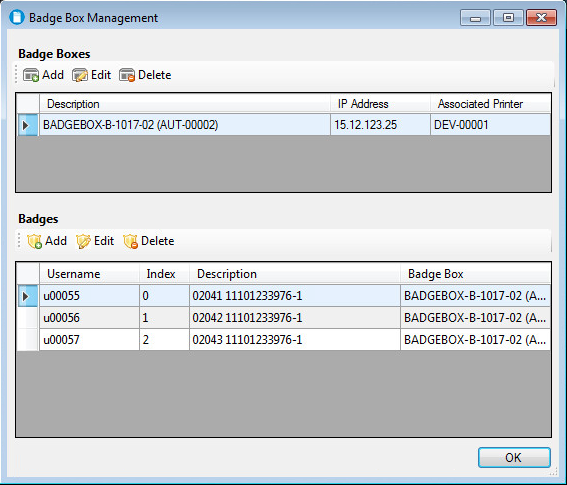 Badge Box Management
Badge Boxes
Add Edit Delete
Description IP Address Associated Printer
BADGEBOX-B-1017-02 (AUT-00002) 15.12.123.25 DEV-00001
Badges
Add Edit Delete
Username Index Description Badge Box
u00055 0 02041 11101233976-1 BADGEBOX-B-1017-02 (A...
u00056 1 02042 11101233976-1 BADGEBOX-B-1017-02 (A...
u00057 2 02043 11101233976-1 BADGEBOX-B-1017-02 (A...
OK